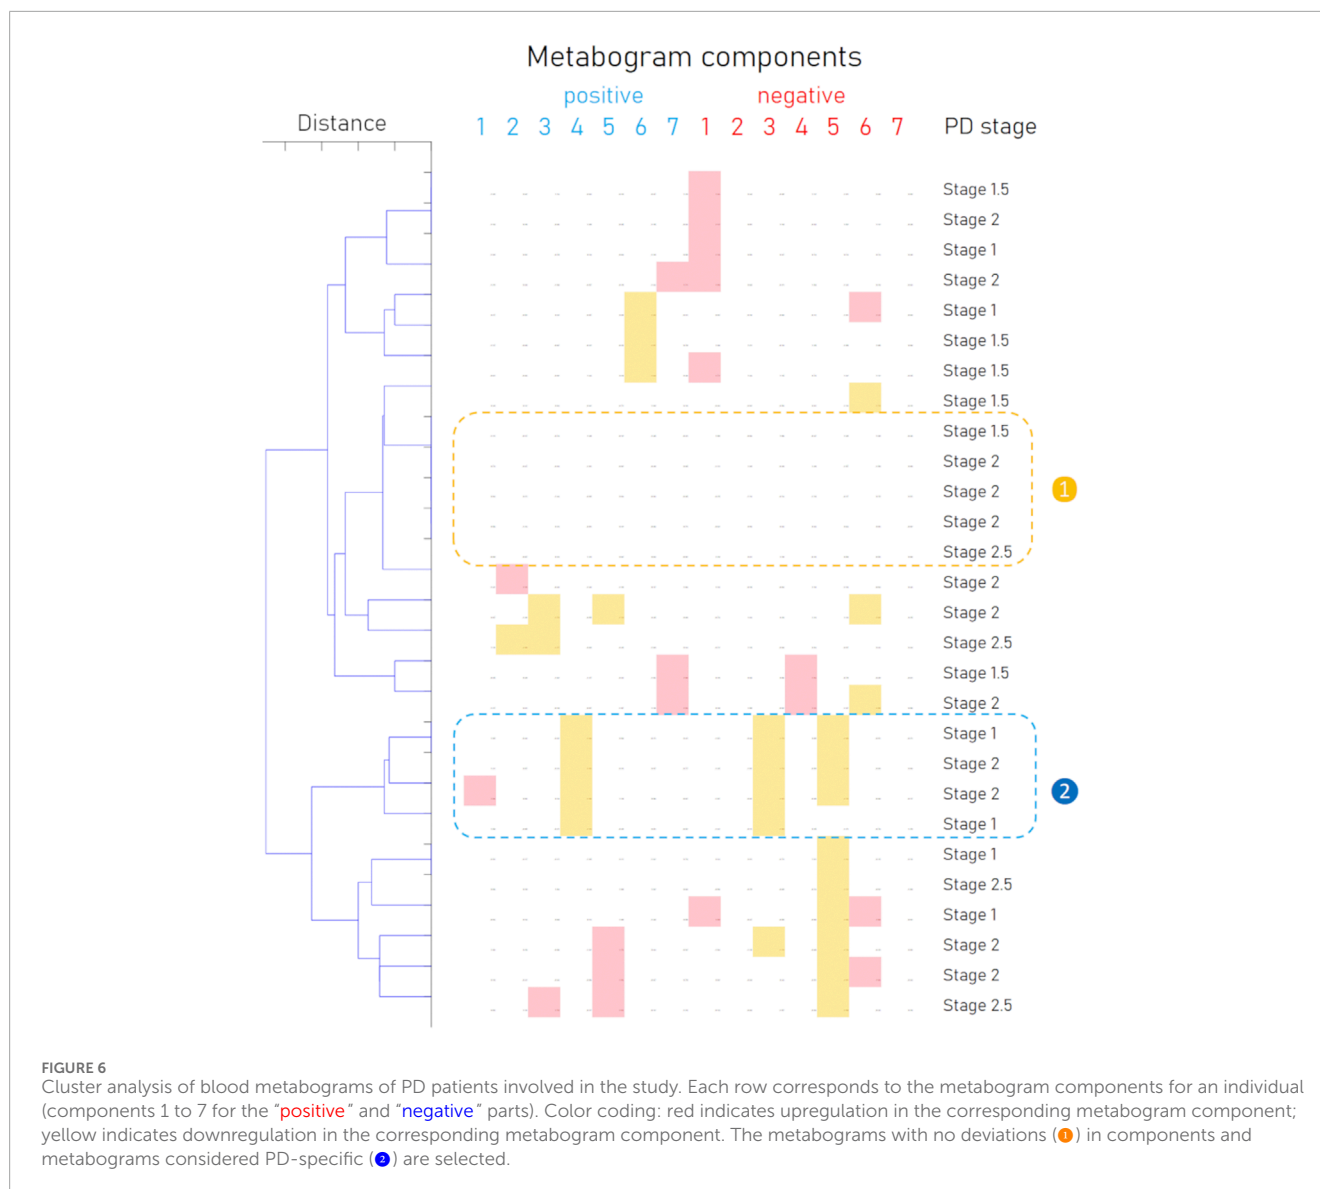 Metabogram components
positive negative
Distance 1 2 3 4 5 6 7 1 2 3 4 5 6 7 PD stage
Stage 1.5
Stage 2
Stage 1
Stage 2
Stage 1
Stage 1.5
Stage 1.5
Stage 1.5
Stage 1.5
Stage 2
Stage 2
1
Stage 2
Stage 2.5
Stage 2
Stage 2
Stage 2.5
Stage 1.5
Stage 2
Stage 1
Stage 2
Stage 2
2
Stage 1
Stage 1
Stage 2.5
Stage 1
Stage 2
Stage 2
Stage 2.5
FIGURE 6
Cluster analysis of blood metabograms of PD patients involved in the study. Each row corresponds to the metabogram components for an individual
(components 1 to 7 for the "positive" and "negative" parts). Color coding: red indicates upregulation in the corresponding metabogram component;
yellow indicates downregulation in the corresponding metabogram component. The metabograms with no deviations (1) in components and
metabograms considered PD-specific (2) are selected.